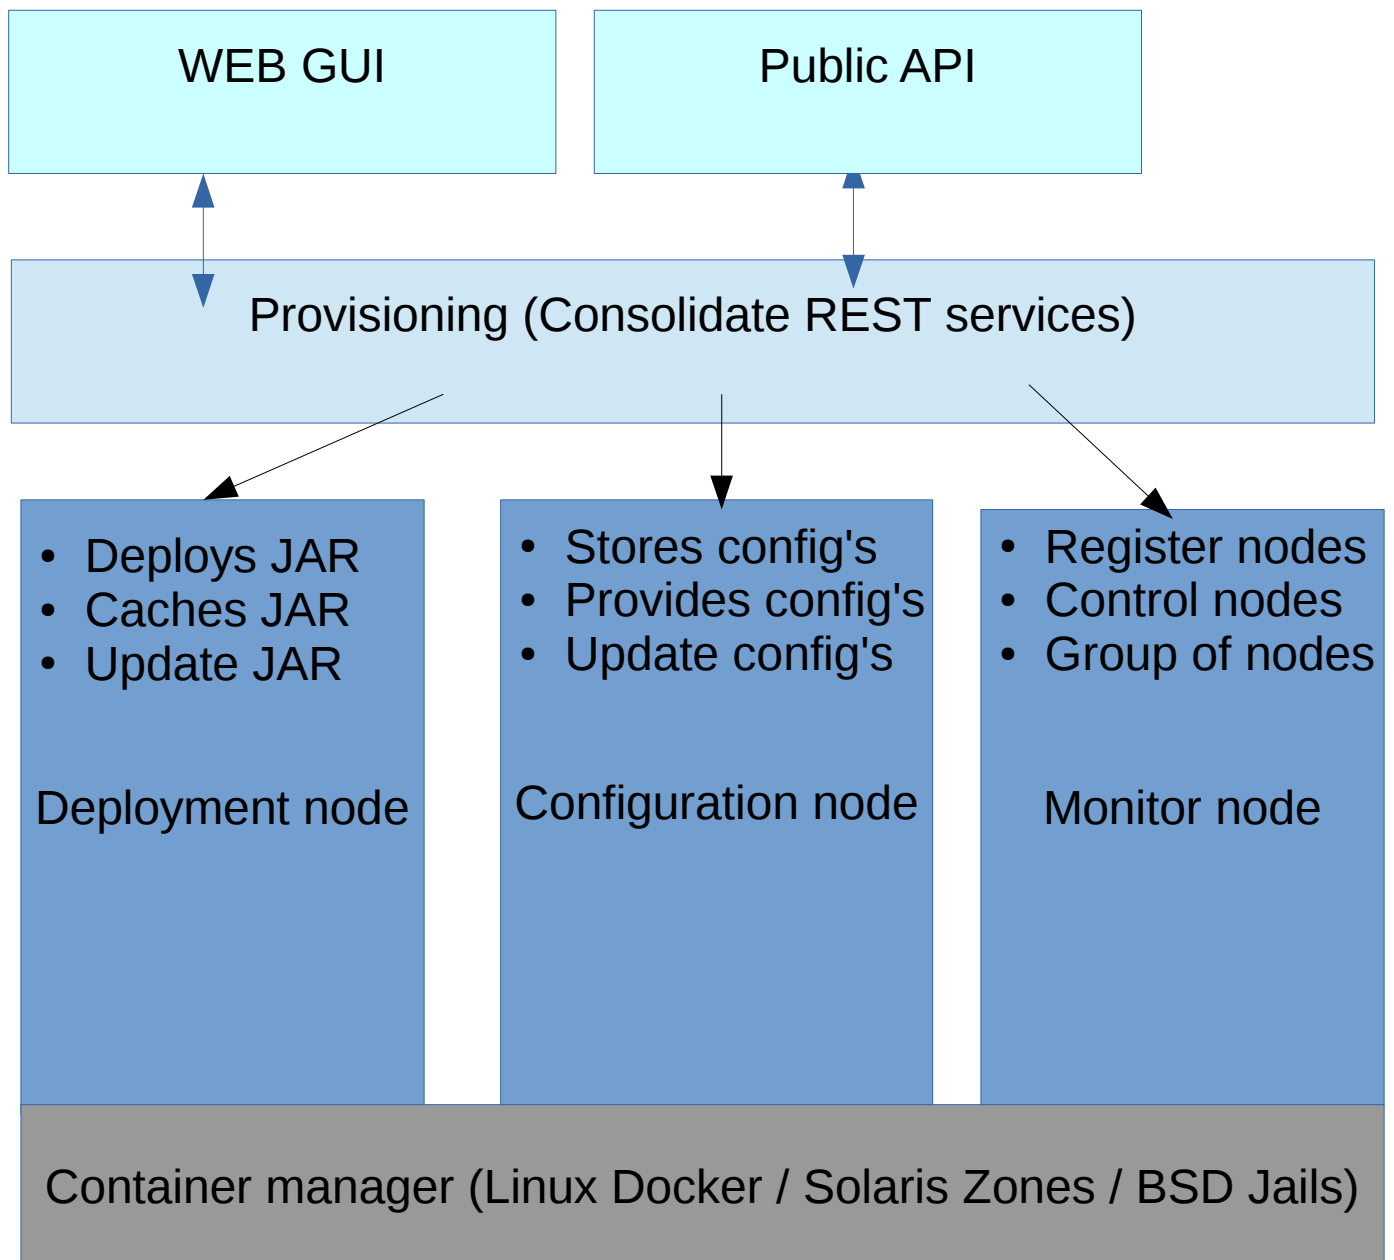 WEB GUI
Public API
Provisioning (Consolidate REST services)
• Deploys JAR
• Caches JAR
• Update JAR
Deployment node
• Stores config's
• Provides config's
• Update config's
Configuration node
• Register nodes
• Control nodes
• Group of nodes
Monitor node
Container manager (Linux Docker / Solaris Zones / BSD Jails)